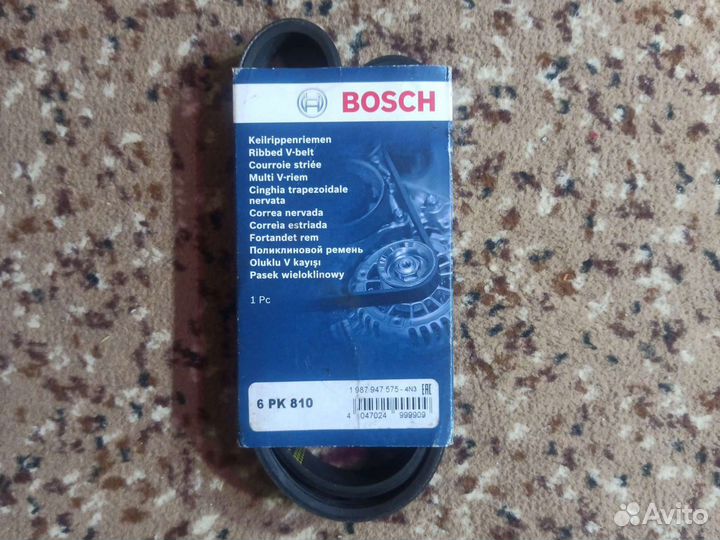 BOSCH
Keilrippenriemen
Ribbed V-belt
Courroie striée
Multi V-riem
Cinghia trapezoidale
nervata
Correa nervada
Correia estriada
Fortandet rem
Поликлиновой ремень
Oluklu V kayışı
Pasek wieloklinowy
1 Pc
6 PK 810
1 987 947 575 - 4N3 EAC
4 047024 999909
Avito